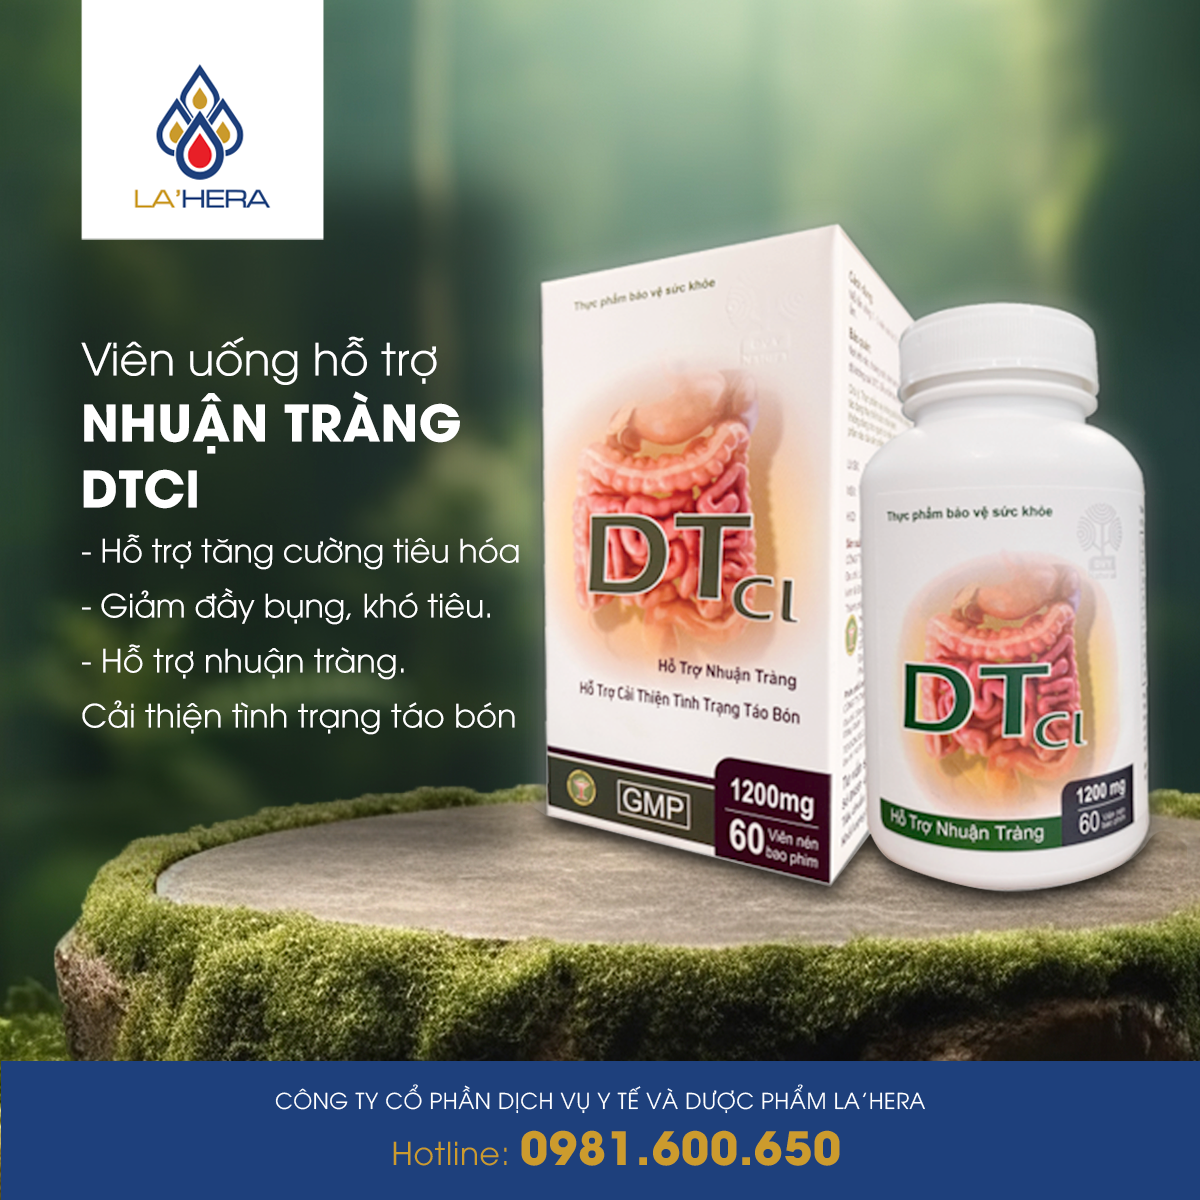 LA'HERA
Viên uống hỗ trợ
NHUẬN TRÀNG
DTCI
- Hỗ trợ tăng cường tiêu hóa
- Giảm đầy bụng, khó tiêu.
- Hỗ trợ nhuận tràng.
Cải thiện tình trạng táo bón
Thực phẩm bảo vệ sức khỏe
DTCl
Hỗ Trợ Nhuận Tràng
Hỗ Trợ Cải Thiện Tình Trạng Táo Bón
GMP
1200mg
60 Viên nén
bao phim
Thực phẩm bảo vệ sức khỏe
DTCl
Hỗ Trợ Nhuận Tràng
1200 mg
60 Viên nén
bao phim
CÔNG TY CỔ PHẦN DỊCH VỤ Y TẾ VÀ DƯỢC PHẨM LA'HERA
Hotline: 0981.600.650